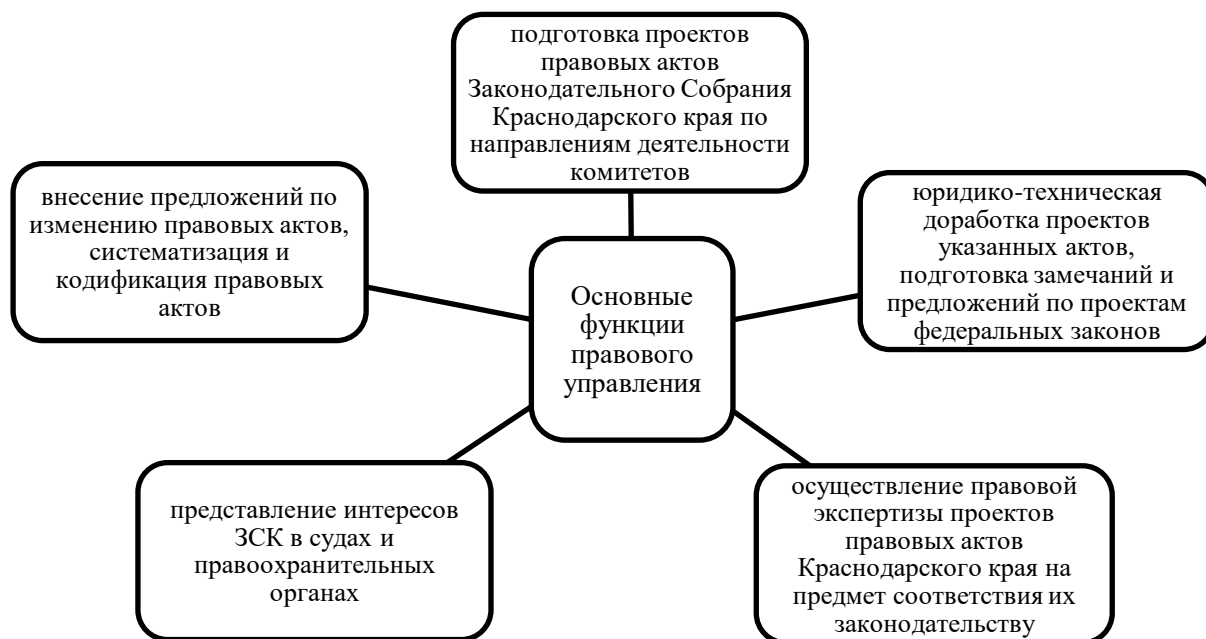 подготовка проектов
правовых актов
Законодательного Собрания
Краснодарского края по
направлениям деятельности
комитетов
внесение предложений по
изменению правовых актов,
систематизация и
кодификация правовых
актов
юридико-техническая
доработка проектов
указанных актов,
подготовка замечаний и
предложений по проектам
федеральных законов
Основные
функции
правового
управления
представление интересов
ЗСК в судах и
правоохранительных
органах
осуществление правовой
экспертизы проектов
правовых актов
Краснодарского края на
предмет соответствия их
законодательству